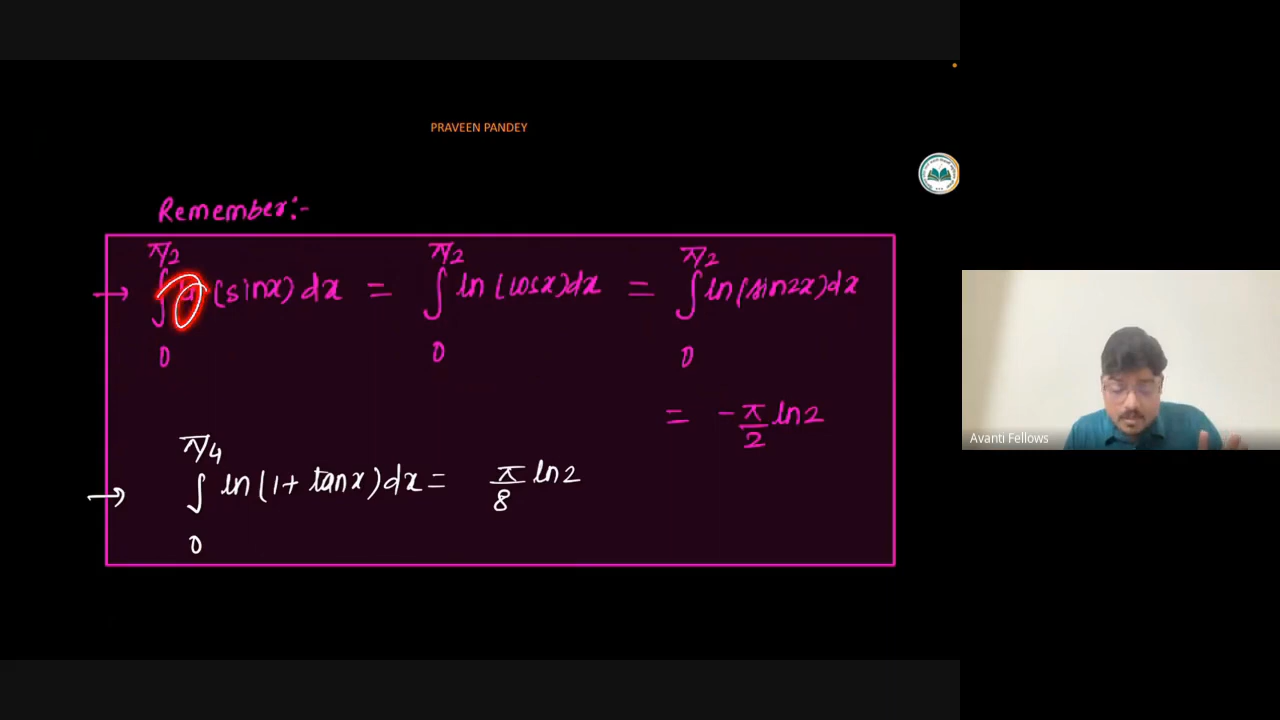 PRAVEEN PANDEY
Remember:-
→ ∫₀^{π/2} (sinx) dx = ∫₀^{π/2} ln (cosx)dx = ∫₀^{π/2} ln(sin2x)dx
= -π/2 ln2
→ ∫₀^{π/4} ln(1+ tanx)dx = π/8 ln2
Avanti Fellows